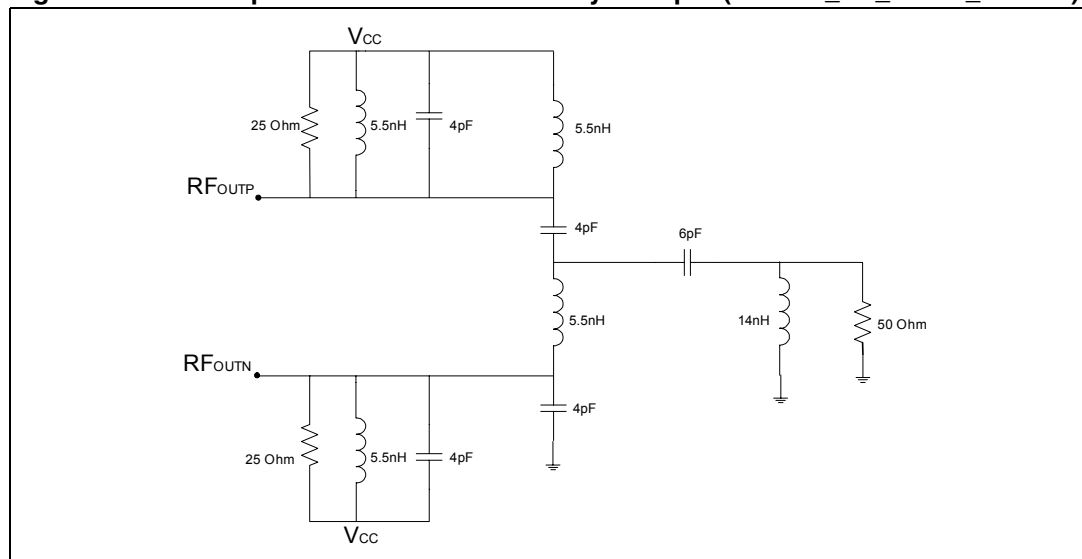 VCC
25 Ohm
5.5nH
4pF
5.5nH
RFOUTP
4pF
6pF
5.5nH
14nH
50 Ohm
RFOUTN
4pF
25 Ohm
5.5nH
4pF
VCC